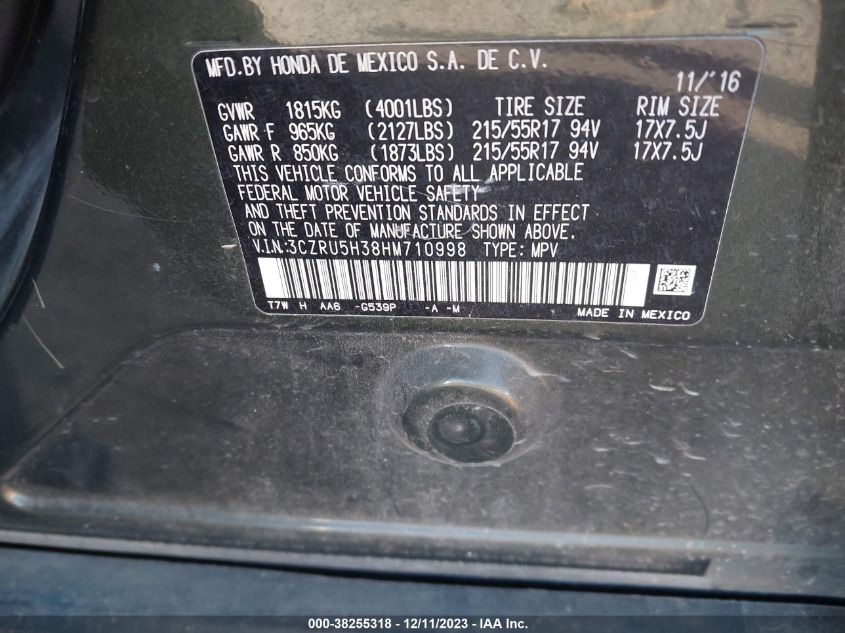 MFD.BY HONDA DE MEXICO S.A. DE C.V.
11/'16
GVWR 1815KG (4001LBS) TIRE SIZE RIM SIZE
GAWR F 965KG (2127LBS) 215/55R17 94V 17X7.5J
GAWR R 850KG (1873LBS) 215/55R17 94V 17X7.5J
THIS VEHICLE CONFORMS TO ALL APPLICABLE
FEDERAL MOTOR VEHICLE SAFETY
AND THEFT PREVENTION STANDARDS IN EFFECT
ON THE DATE OF MANUFACTURE SHOWN ABOVE.
V.I.N:3CZRU5H38HM710998 TYPE: MPV
T7W H AA6 -G539P -A -M
MADE IN MEXICO
000-38255318 - 12/11/2023 - IAA Inc.